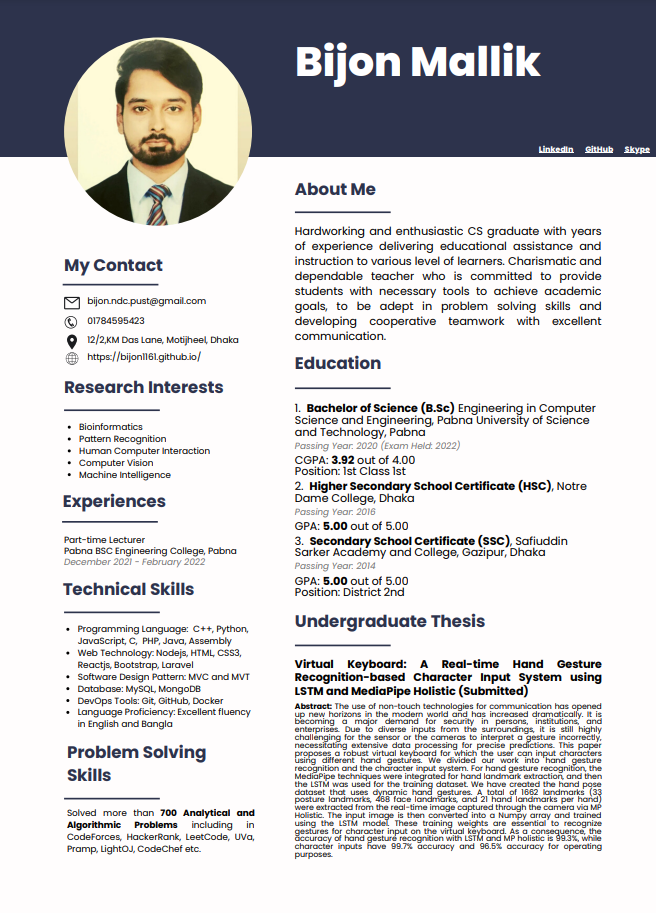 Bijon Mallik
LinkedIn GitHub Skype
My Contact
bijon.ndc.pust@gmail.com
01784595423
12/2,KM Das Lane, Motijheel, Dhaka
https://bijon1161.github.io/
Research Interests
• Bioinformatics
• Pattern Recognition
• Human Computer Interaction
• Computer Vision
• Machine Intelligence
Experiences
Part-time Lecturer
Pabna BSC Engineering College, Pabna
December 2021 - February 2022
Technical Skills
• Programming Language: C++, Python,
JavaScript, C, PHP, Java, Assembly
• Web Technology: Nodejs, HTML, CSS3,
Reactjs, Bootstrap, Laravel
• Software Design Pattern: MVC and MVT
• Database: MySQL, MongoDB
• DevOps Tools: Git, GitHub, Docker
• Language Proficiency: Excellent fluency
in English and Bangla
Problem Solving
Skills
Solved more than 700 Analytical and
Algorithmic Problems including in
CodeForces, HackerRank, LeetCode, UVa,
Pramp, LightOJ, CodeChef etc.
About Me
Hardworking and enthusiastic CS graduate with years
of experience delivering educational assistance and
instruction to various level of learners. Charismatic and
dependable teacher who is committed to provide
students with necessary tools to achieve academic
goals, to be adept in problem solving skills and
developing cooperative teamwork with excellent
communication.
Education
1. Bachelor of Science (B.Sc) Engineering in Computer
Science and Engineering, Pabna University of Science
and Technology, Pabna
Passing Year: 2020 (Exam Held: 2022)
CGPA: 3.92 out of 4.00
Position: 1st Class 1st
2. Higher Secondary School Certificate (HSC), Notre
Dame College, Dhaka
Passing Year: 2016
GPA: 5.00 out of 5.00
3. Secondary School Certificate (SSC), Safiuddin
Sarker Academy and College, Gazipur, Dhaka
Passing Year: 2014
GPA: 5.00 out of 5.00
Position: District 2nd
Undergraduate Thesis
Virtual Keyboard: A Real-time Hand Gesture
Recognition-based Character Input System using
LSTM and MediaPipe Holistic (Submitted)
Abstract: The use of non-touch technologies for communication has opened
up new horizons in the modern world and has increased dramatically. It is
becoming a major demand for security in persons, institutions, and
enterprises. Due to diverse inputs from the surroundings, it is still highly
challenging for the sensor or the cameras to interpret a gesture incorrectly,
necessitating extensive data processing for precise predictions. This paper
proposes a robust virtual keyboard for which the user can input characters
using different hand gestures. We divided our work into hand gesture
recognition and the character input system. For hand gesture recognition, the
MediaPipe techniques were integrated for hand landmark extraction, and then
the LSTM was used for the training dataset. We have created the hand pose
dataset that uses dynamic hand gestures. A total of 1662 landmarks (33
posture landmarks, 468 face landmarks, and 21 hand landmarks per hand)
were extracted from the real-time image captured through the camera via MP
Holistic. The input image is then converted into a Numpy array and trained
using the LSTM model. These training weights are essential to recognize
gestures for character input on the virtual keyboard. As a consequence, the
accuracy of hand gesture recognition with LSTM and MP holistic is 99.3%, while
character inputs have 99.7% accuracy and 96.5% accuracy for operating
purposes.